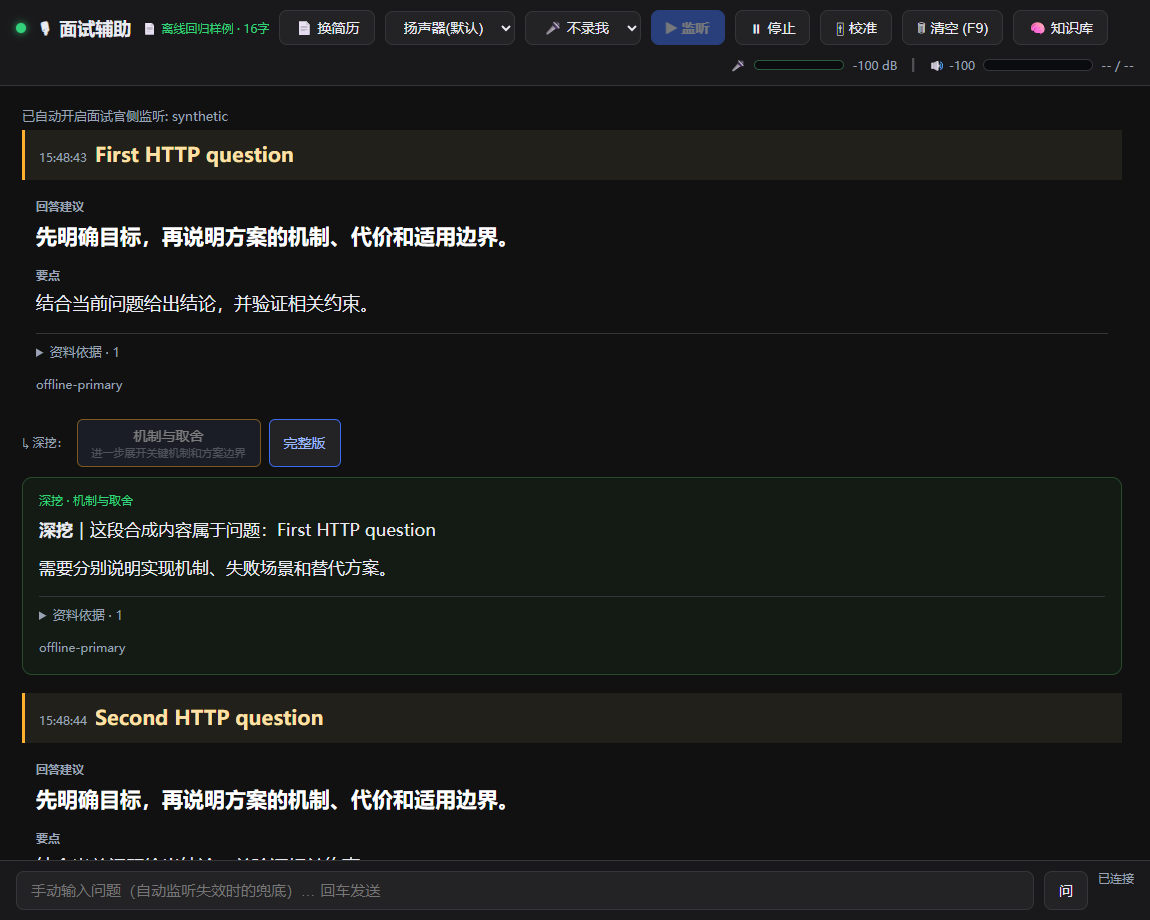 面试辅助 离线回归样例 · 16字 换简历 扬声器(默认) 不录我 监听 停止 校准 清空 (F9) 知识库
-100 dB | -100 -- / --
已自动开启面试官侧监听: synthetic
15:48:43 First HTTP question
回答建议
先明确目标，再说明方案的机制、代价和适用边界。
要点
结合当前问题给出结论，并验证相关约束。
▶ 资料依据 · 1
offline-primary
↳ 深挖: 机制与取舍 完整版
进一步展开关键机制和方案边界
深挖 · 机制与取舍
深挖 | 这段合成内容属于问题：First HTTP question
需要分别说明实现机制、失败场景和替代方案。
▶ 资料依据 · 1
offline-primary
15:48:44 Second HTTP question
回答建议
先明确目标，再说明方案的机制、代价和适用边界。
要点
手动输入问题（自动监听失效时的兜底）… 回车发送 问 已连接